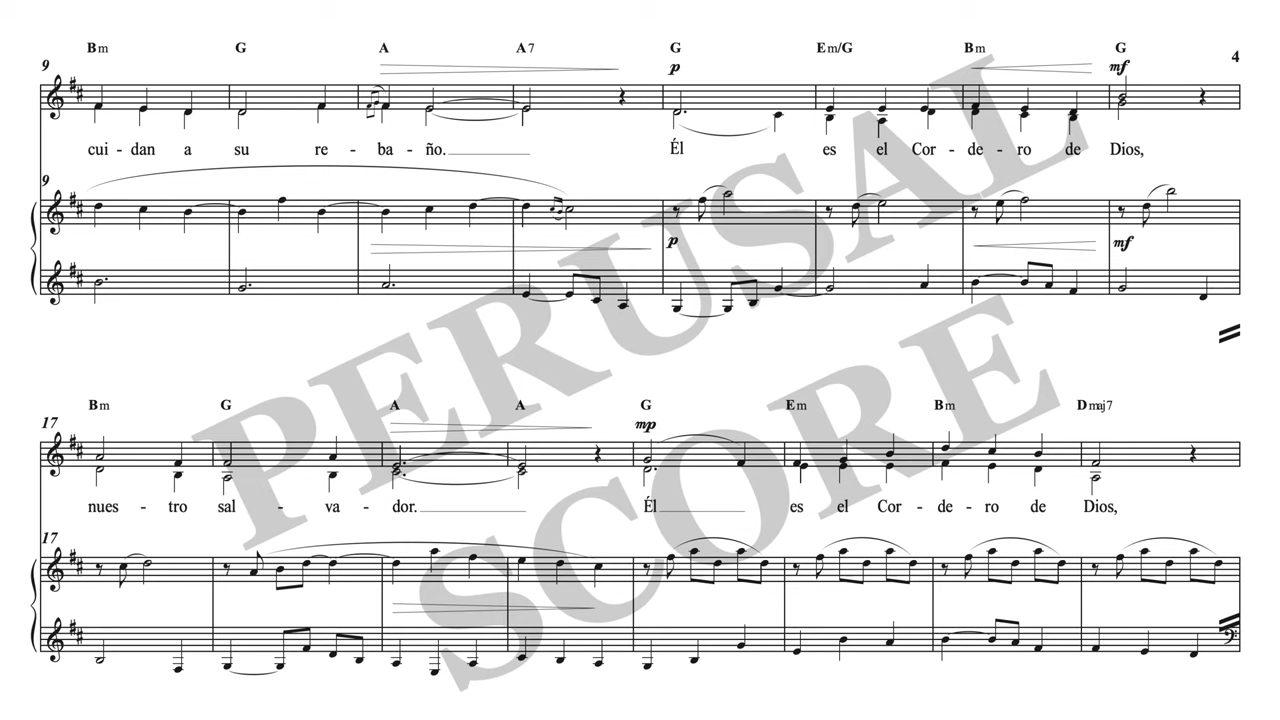 Bm G A A7 G Em/G Bm G
9 p mf 4
cui - dan a su re - ba - ño. Él es el Cor - de - ro de Dios,
9
p mf
PERUSAL
SCORE
Bm G A A G Em Bm Dmaj7
17 mp
nues - tro sal - va - dor. Él es el Cor - de - ro de Dios,
17